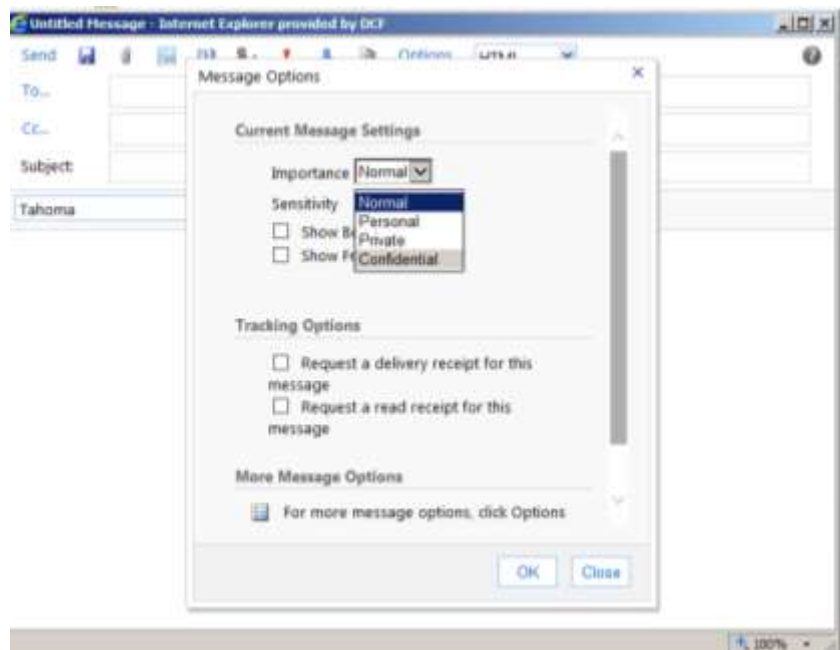 Untitled Message - Internet Explorer provided by DCF
Send Options HTML
Message Options
To...
Cc...
Subject:
Tahoma
Current Message Settings
Importance Normal
Sensitivity Normal
Personal
Show
Private
Show
Confidential
Tracking Options
Request a delivery receipt for this
message
Request a read receipt for this
message
More Message Options
For more message options, click Options
OK Close
100%